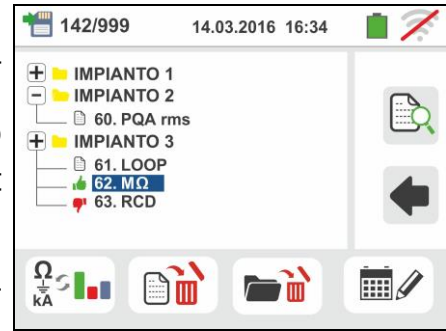 142/999 14.03.2016 16:34
IMPIANTO 1
IMPIANTO 2
60. PQA rms
IMPIANTO 3
61. LOOP
62. MΩ
63. RCD
Ω
kA